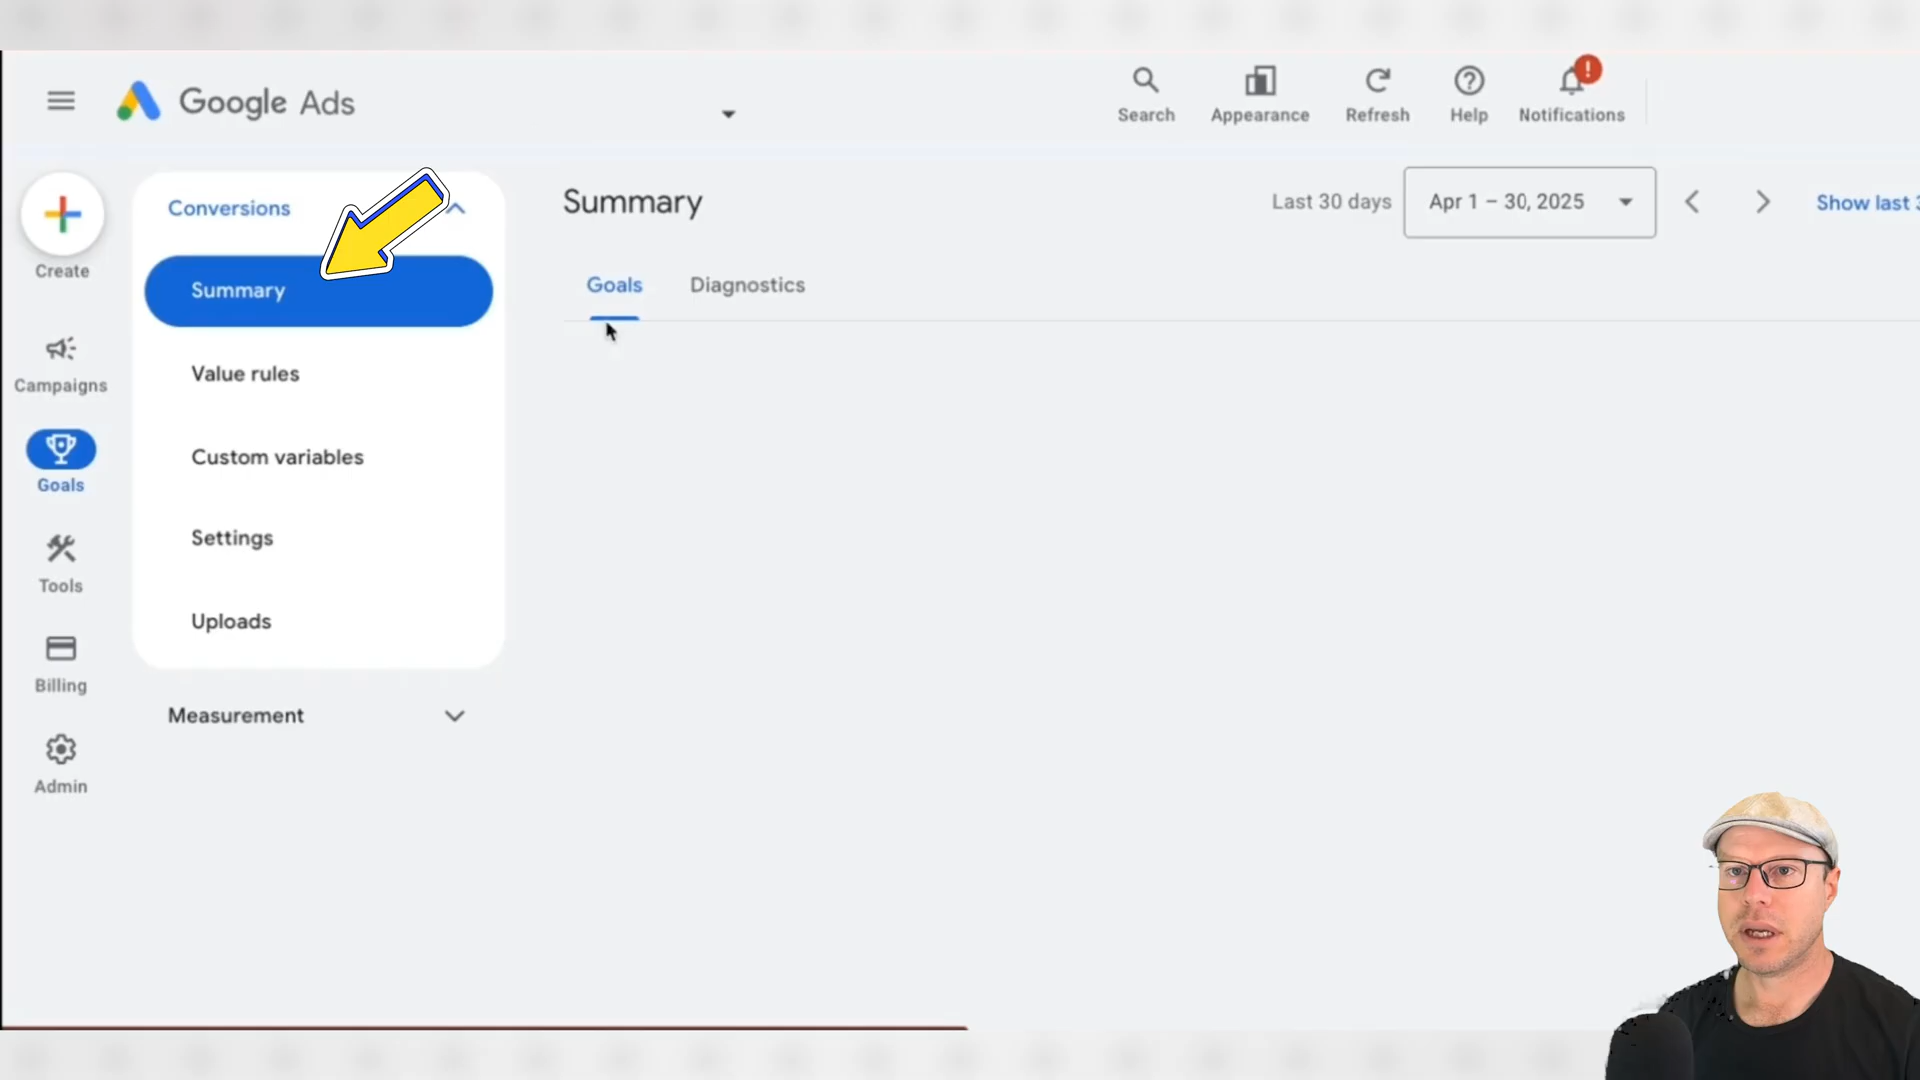 Google Ads
Search
Appearance
Refresh
Help
!
Notifications
Create
Campaigns
Goals
Tools
Billing
Admin
Conversions
Summary
Value rules
Custom variables
Settings
Uploads
Measurement
Summary
Last 30 days
Apr 1 – 30, 2025
Show last 3
Goals
Diagnostics